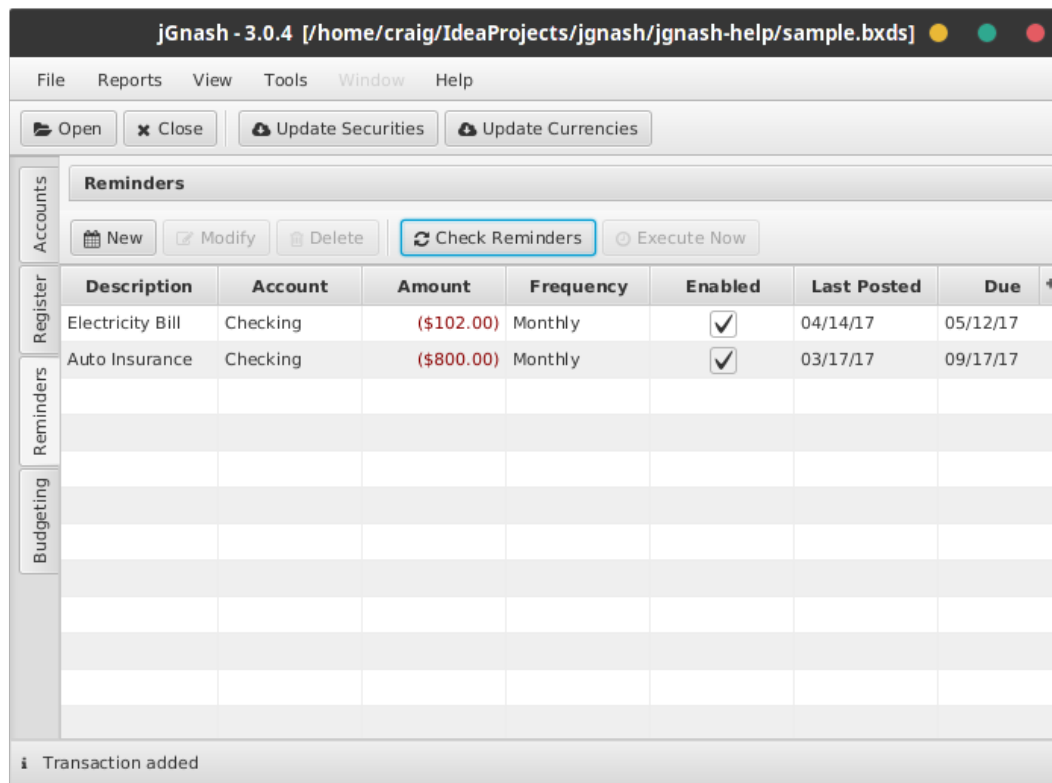 jGnash - 3.0.4 [/home/craig/IdeaProjects/jgnash/jgnash-help/sample.bxds]
File Reports View Tools Window Help
Open Close Update Securities Update Currencies
Accounts
Register
Reminders
Budgeting
Reminders
New Modify Delete Check Reminders Execute Now
Description Account Amount Frequency Enabled Last Posted Due
Electricity Bill Checking ($102.00) Monthly 04/14/17 05/12/17
Auto Insurance Checking ($800.00) Monthly 03/17/17 09/17/17
Transaction added